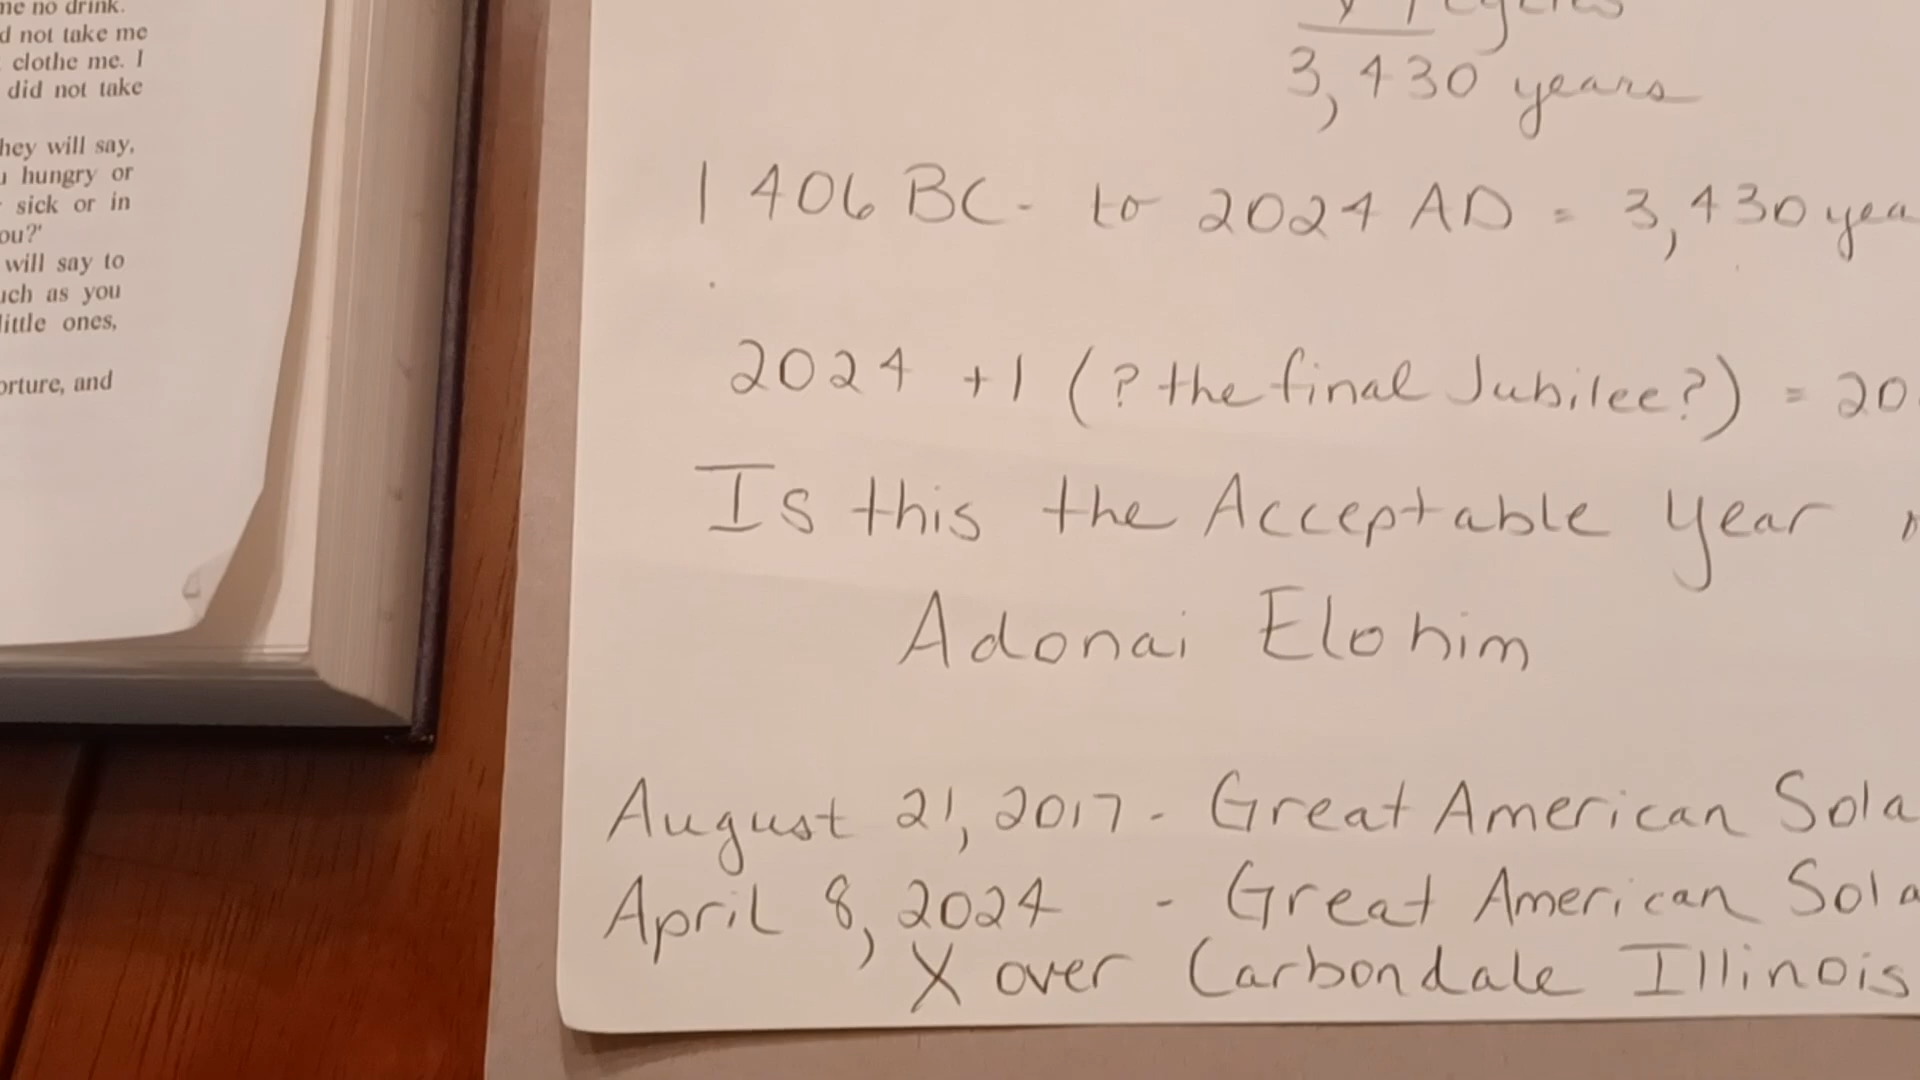 me no drink.
d not take me
clothe me. I
did not take
hey will say,
hungry or
sick or in
ou?'
will say to
uch as you
little ones,
orture, and
3,430 years
1406 BC - to 2024 AD = 3,430 yea
2024 +1 (? the final Jubilee?) = 20
Is this the Acceptable year
Adonai Elohim
August 21, 2017 - Great American Sola
April 8, 2024 - Great American Sola
X over Carbondale Illinois